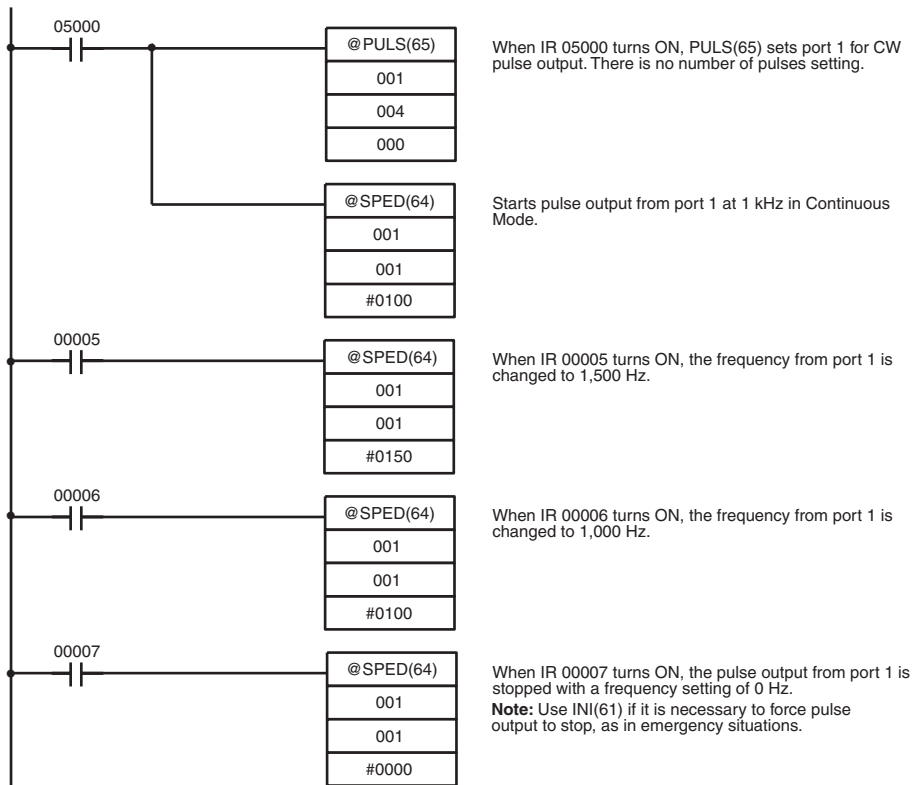 05000
@PULS(65)
001
004
000
When IR 05000 turns ON, PULS(65) sets port 1 for CW
pulse output. There is no number of pulses setting.
@SPED(64)
001
001
#0100
Starts pulse output from port 1 at 1 kHz in Continuous
Mode.
00005
@SPED(64)
001
001
#0150
When IR 00005 turns ON, the frequency from port 1 is
changed to 1,500 Hz.
00006
@SPED(64)
001
001
#0100
When IR 00006 turns ON, the frequency from port 1 is
changed to 1,000 Hz.
00007
@SPED(64)
001
001
#0000
When IR 00007 turns ON, the pulse output from port 1 is
stopped with a frequency setting of 0 Hz.
Note: Use INI(61) if it is necessary to force pulse
output to stop, as in emergency situations.